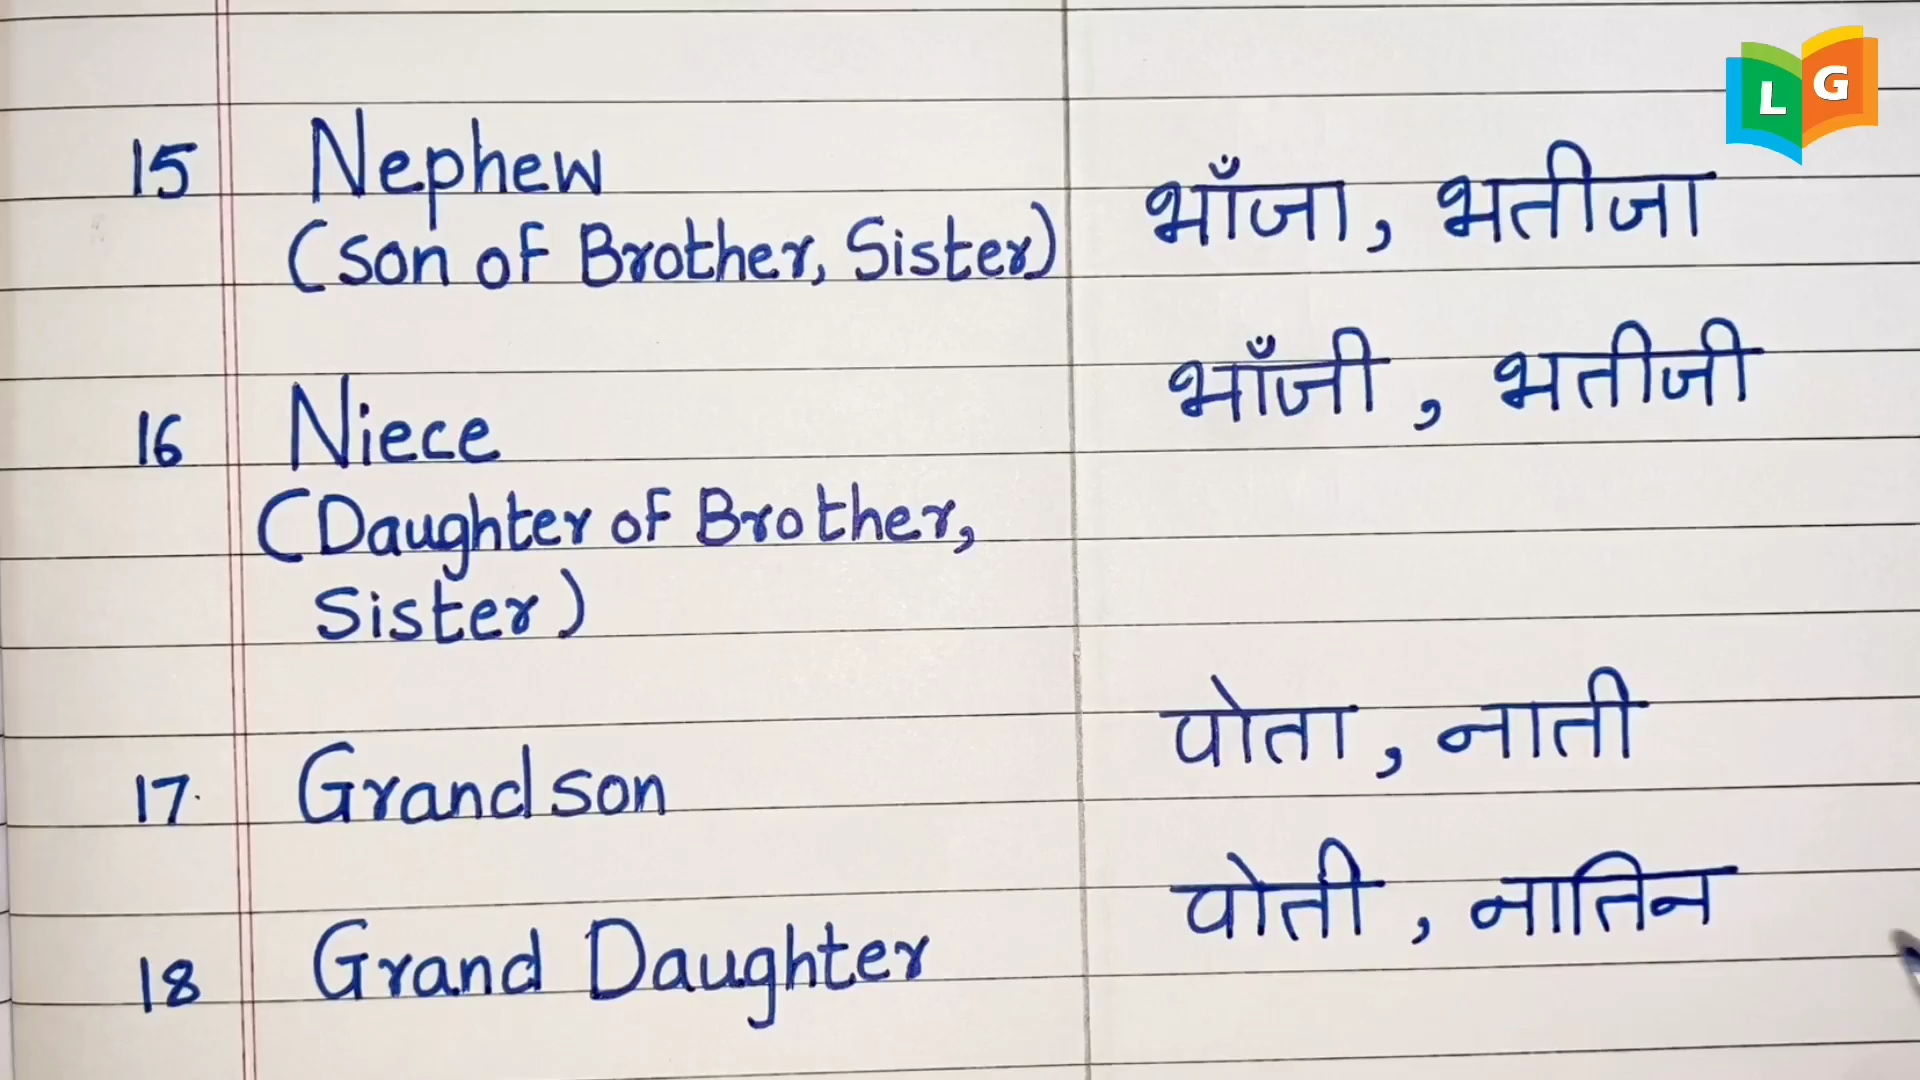 L G
15 Nephew भाँजा, भतीजा
(son of Brother, Sister)
16 Niece भाँजी, भतीजी
(Daughter of Brother,
Sister)
17. Grandson पोता, नाती
18 Grand Daughter पोती, नातिन